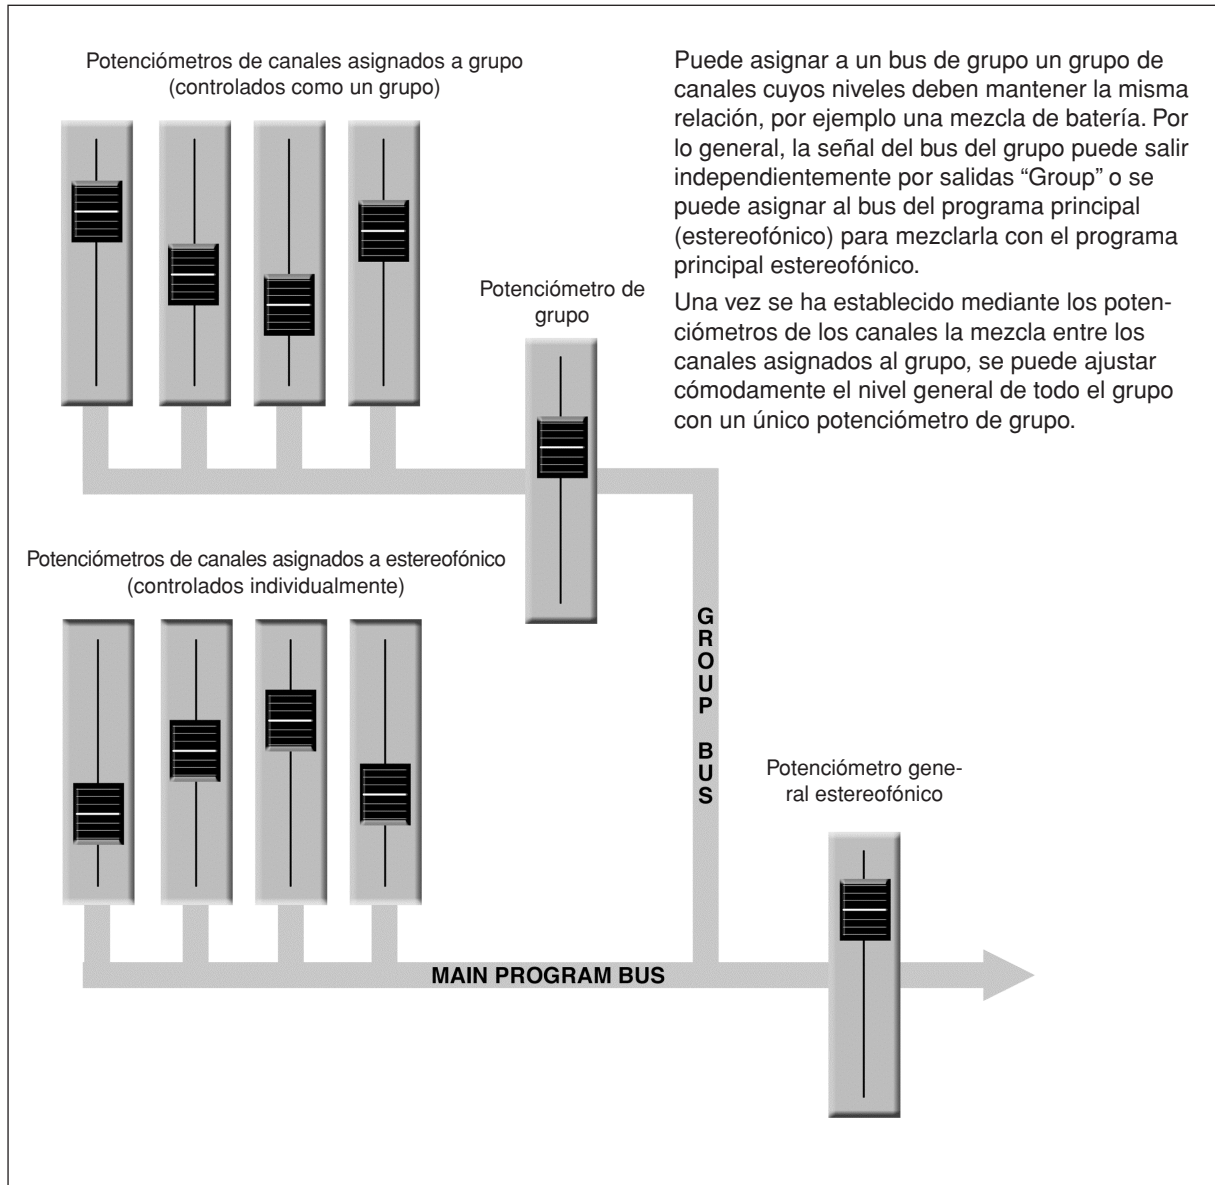 Potenciómetros de canales asignados a grupo
(controlados como un grupo)
Puede asignar a un bus de grupo un grupo de
canales cuyos niveles deben mantener la misma
relación, por ejemplo una mezcla de batería. Por
lo general, la señal del bus del grupo puede salir
independientemente por salidas “Group” o se
puede asignar al bus del programa principal
(estereofónico) para mezclarla con el programa
principal estereofónico.
Una vez se ha establecido mediante los poten-
ciómetros de los canales la mezcla entre los
canales asignados al grupo, se puede ajustar
cómodamente el nivel general de todo el grupo
con un único potenciómetro de grupo.
Potenciómetro de
grupo
Potenciómetros de canales asignados a estereofónico
(controlados individualmente)
GROUP BUS
Potenciómetro gene-
ral estereofónico
MAIN PROGRAM BUS